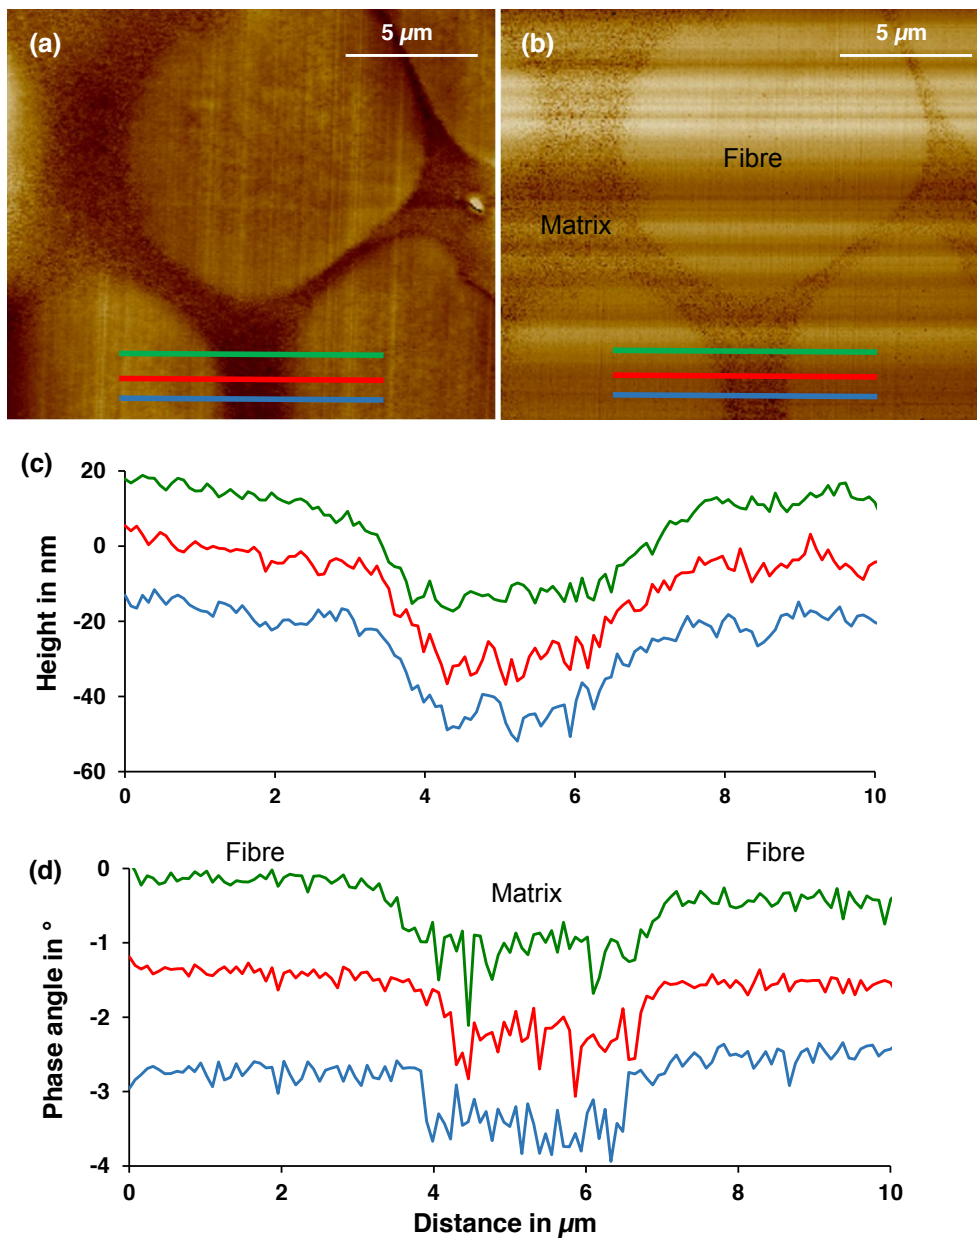 (a)
5 µm
(b)
5 µm
Fibre
Matrix
(c)
Height in nm
20
0
-20
-40
-60
0 2 4 6 8 10
(d)
Fibre Fibre
Matrix
Phase angle in °
0
-1
-2
-3
-4
0 2 4 6 8 10
Distance in µm